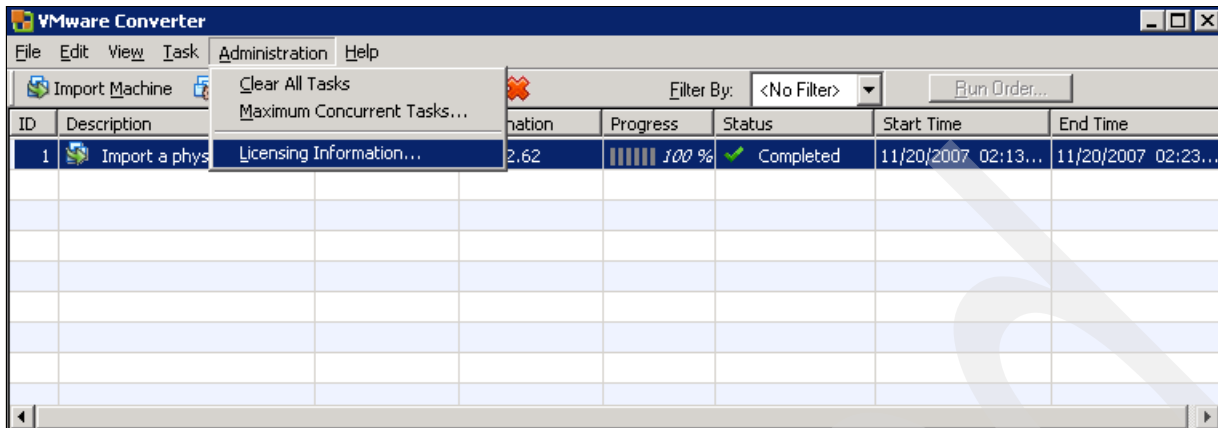 VMware Converter
File Edit View Task Administration Help
Import Machine Filter By: <No Filter> Run Order...
Clear All Tasks
Maximum Concurrent Tasks...
Licensing Information...
ID Description nation Progress Status Start Time End Time
1 Import a phys 2.62 100 % Completed 11/20/2007 02:13... 11/20/2007 02:23...